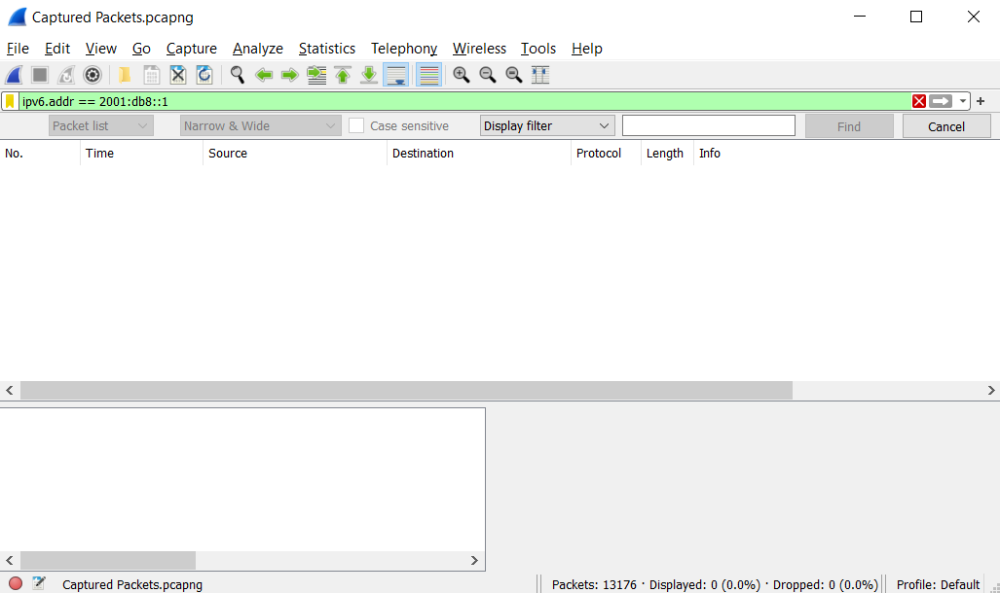 Captured Packets.pcapng
File Edit View Go Capture Analyze Statistics Telephony Wireless Tools Help
ipv6.addr == 2001:db8::1
Packet list Narrow & Wide Case sensitive Display filter Find Cancel
No. Time Source Destination Protocol Length Info
Captured Packets.pcapng Packets: 13176 · Displayed: 0 (0.0%) · Dropped: 0 (0.0%) Profile: Default